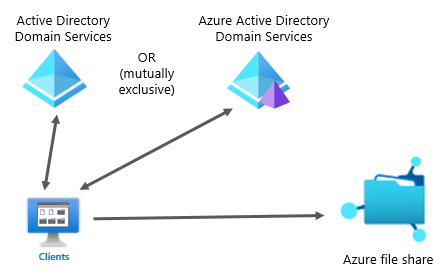 Active Directory
Domain Services
OR
(mutually
exclusive)
Azure Active Directory
Domain Services
Clients
Azure file share